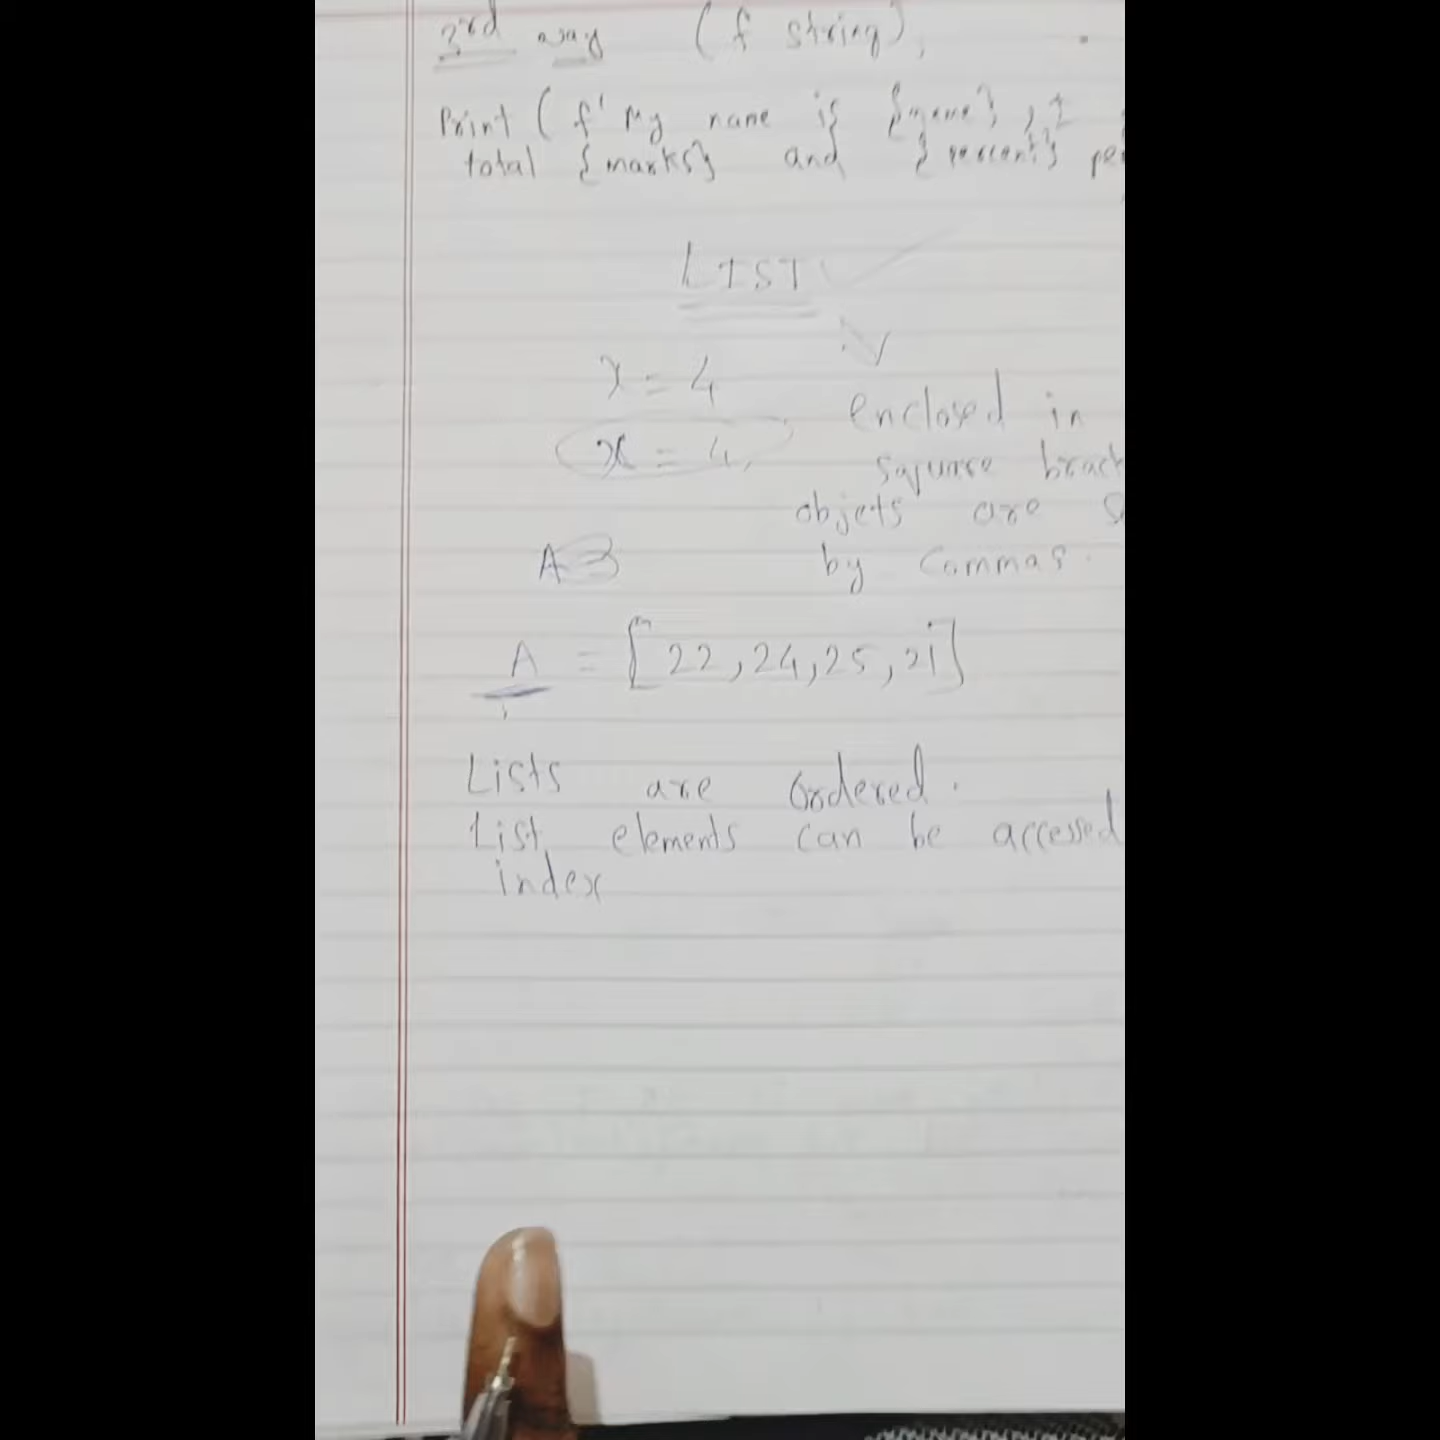 3rd way (f string),
Print (f' My name is {name}, I
total {marks} and {percent} pe
LIST
x = 4
x = 4,
enclosed in
square brack
objets are s
by commas.
A
A = [22, 24, 25, 21]
Lists are Ordered.
List elements can be accessed
index